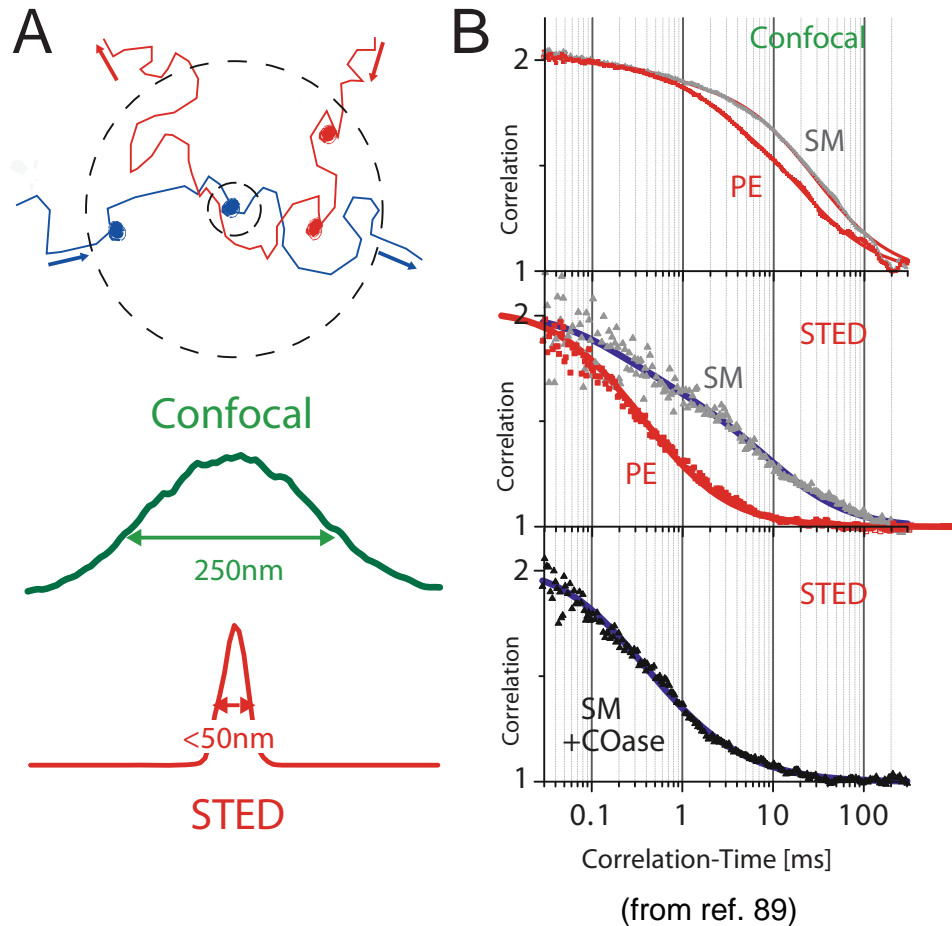 A
Confocal
250nm
<50nm
STED
B
Confocal
2
SM
PE
Correlation
1
STED
2
SM
PE
Correlation
1
STED
2
SM
+COase
Correlation
1
0.1 1 10 100
Correlation-Time [ms]
(from ref. 89)